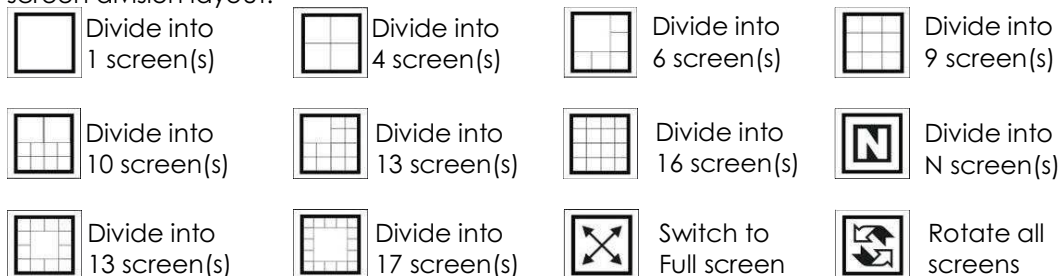 screen division layout.
Divide into
1 screen(s)
Divide into
4 screen(s)
Divide into
6 screen(s)
Divide into
9 screen(s)
Divide into
10 screen(s)
Divide into
13 screen(s)
Divide into
16 screen(s)
N
Divide into
N screen(s)
Divide into
13 screen(s)
Divide into
17 screen(s)
Switch to
Full screen
Rotate all
screens